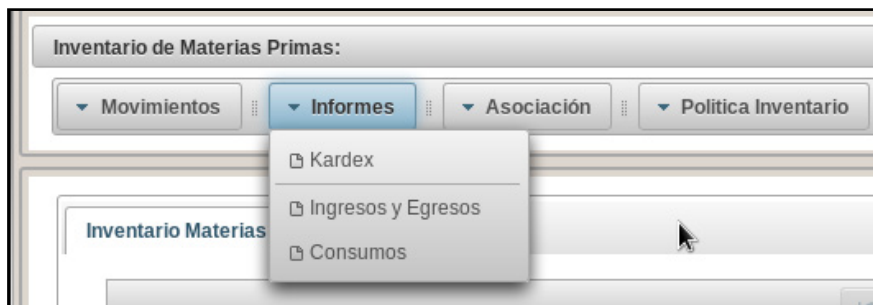 Inventario de Materias Primas:
Movimientos Informes Asociación Politica Inventario
Kardex
Ingresos y Egresos
Inventario Materias
Consumos